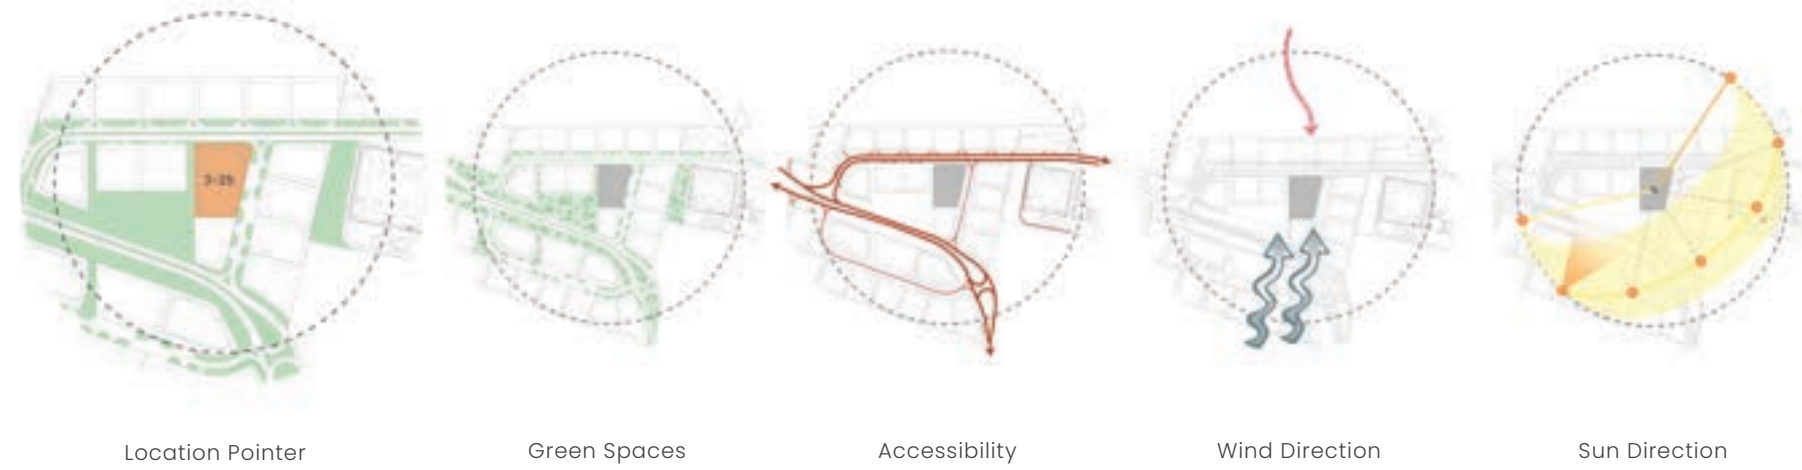 3-25
Location Pointer
Green Spaces
Accessibility
Wind Direction
Sun Direction